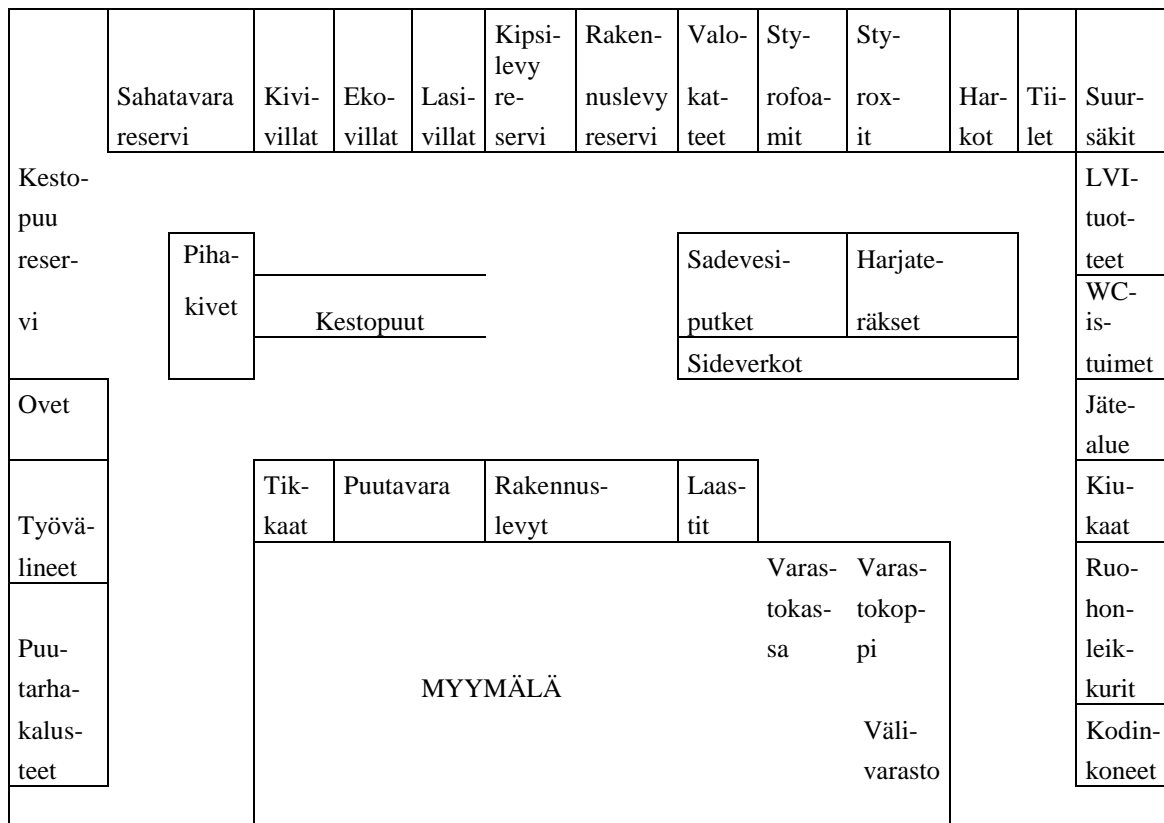 Sahatavara
reservi
Kivi-
villat
Eko-
villat
Lasi-
villat
Kipsi-
levy
re-
servi
Raken-
nuslevy
reservi
Valo-
kat-
teet
Sty-
rofoa-
mit
Sty-
rox-
it
Har-
kot
Tii-
let
Suur-
säkit
Kesto-
puu
reser-
vi
Piha-
kivet
Kestopuut
Sadevesi-
putket
Harjate-
räkset
Sideverkot
LVI-
tuot-
teet
WC-
is-
tuimet
Ovet
Jäte-
alue
Työvä-
lineet
Tik-
kaat
Puutavara
Rakennus-
levyt
Laas-
tit
Kiu-
kaat
Puu-
tarha-
kalus-
teet
MYYMÄLÄ
Varas-
tokas-
sa
Varas-
tokop-
pi
Väli-
varasto
Ruo-
hon-
leik-
kurit
Kodin-
koneet